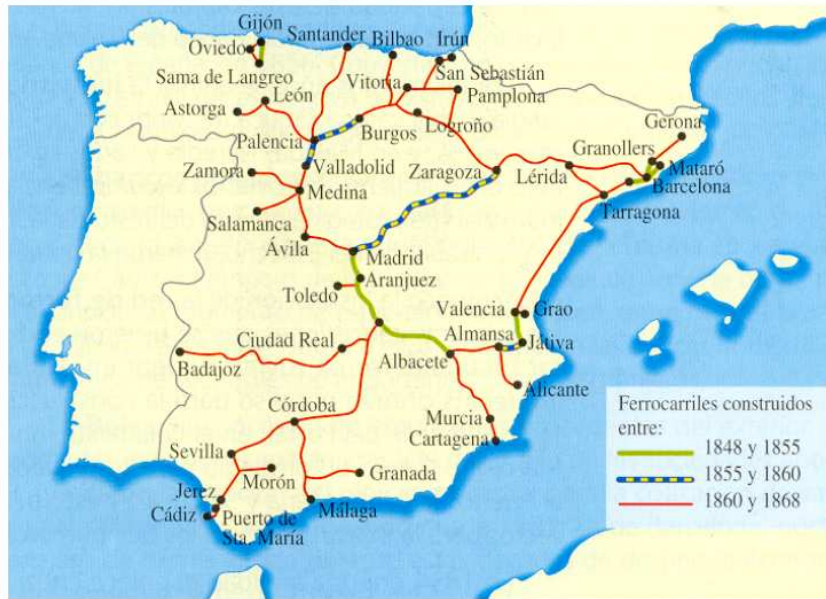 Gijón
Oviedo
Sama de Langreo
Santander
Bilbao
Irún
San Sebastián
Vitoria
Pamplona
León
Astorga
Burgos
Logroño
Palencia
Gerona
Granollers
Mataró
Zamora
Valladolid
Zaragoza
Lérida
Barcelona
Medina
Tarragona
Salamanca
Ávila
Madrid
Aranjuez
Toledo
Valencia
Grao
Ciudad Real
Almansa
Játiva
Badajoz
Albacete
Alicante
Córdoba
Murcia
Cartagena
Sevilla
Morón
Granada
Jerez
Cádiz
Puerto de
Sta. María
Málaga
Ferrocarriles construidos
entre:
1848 y 1855
1855 y 1860
1860 y 1868